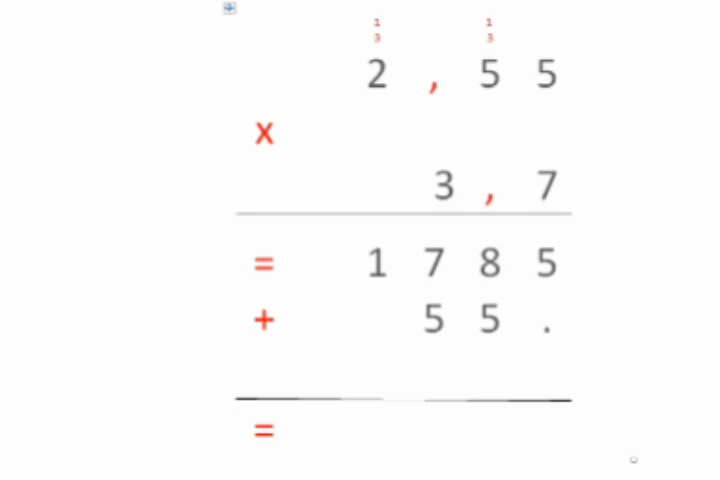 1 1
3 3
2 , 5 5
x
3 , 7
= 1 7 8 5
+ 5 5 .
=